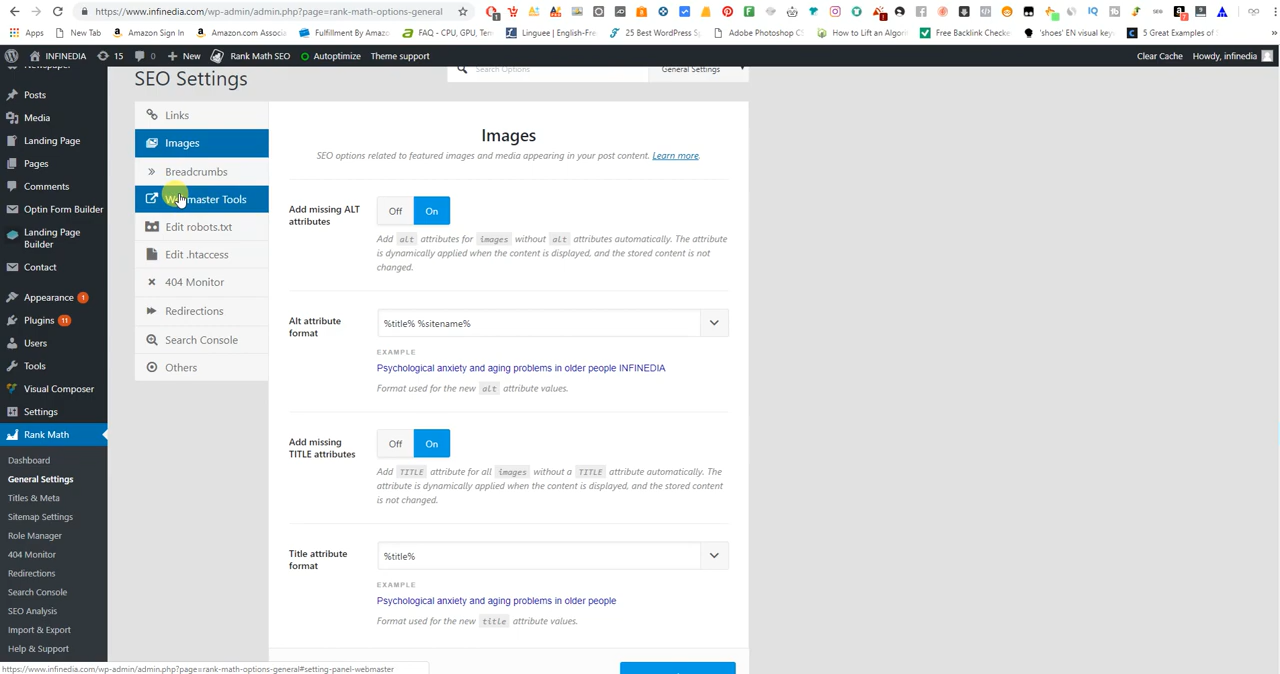 https://www.infinedia.com/wp-admin/admin.php?page=rank-math-options-general
Apps
New Tab
Amazon Sign In
Amazon.com Associa
Fulfillment By Amazo
FAQ - CPU, GPU, Ten
Linguee | English-Fre
25 Best WordPress S
Adobe Photoshop C
How to Lift an Algori
Free Backlink Checke
'shoes' EN visual key
5 Great Examples of
»
INFINEDIA
15
0
New
Rank Math SEO
Autoptimize
Theme support
Clear Cache
Howdy, infinedia
Newspaper
Posts
Media
Landing Page
Pages
Comments
Optin Form Builder
Landing Page
Builder
Contact
Appearance 1
Plugins 11
Users
Tools
Visual Composer
Settings
Rank Math
Dashboard
General Settings
Titles & Meta
Sitemap Settings
Role Manager
404 Monitor
Redirections
Search Console
SEO Analysis
Import & Export
Help & Support
SEO Settings
Search Options
General Settings
Links
Images
Breadcrumbs
Webmaster Tools
Edit robots.txt
Edit .htaccess
404 Monitor
Redirections
Search Console
Others
Images
SEO options related to featured images and media appearing in your post content. Learn more.
Add missing ALT
attributes
Off
On
Add alt attributes for images without alt attributes automatically. The attribute
is dynamically applied when the content is displayed, and the stored content is not
changed.
Alt attribute
format
%title% %sitename%
EXAMPLE
Psychological anxiety and aging problems in older people INFINEDIA
Format used for the new alt attribute values.
Add missing
TITLE attributes
Off
On
Add TITLE attribute for all images without a TITLE attribute automatically. The
attribute is dynamically applied when the content is displayed, and the stored content
is not changed.
Title attribute
format
%title%
EXAMPLE
Psychological anxiety and aging problems in older people
Format used for the new title attribute values.
https://www.infinedia.com/wp-admin/admin.php?page=rank-math-options-general#setting-panel-webmaster